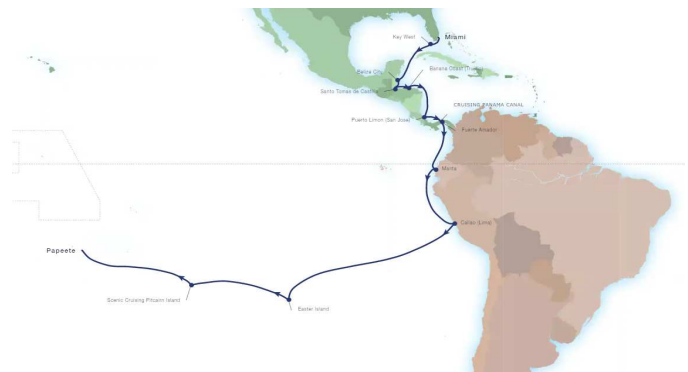 Miami
Key West
Belize City
Banana Coast (Trujillo)
Santo Tomas de Castilla
CRUISING PANAMA CANAL
Puerto Limon (San Jose)
Fuerte Amador
Manta
Callao (Lima)
Papeete
Scenic Cruising Pitcairn Island
Easter Island